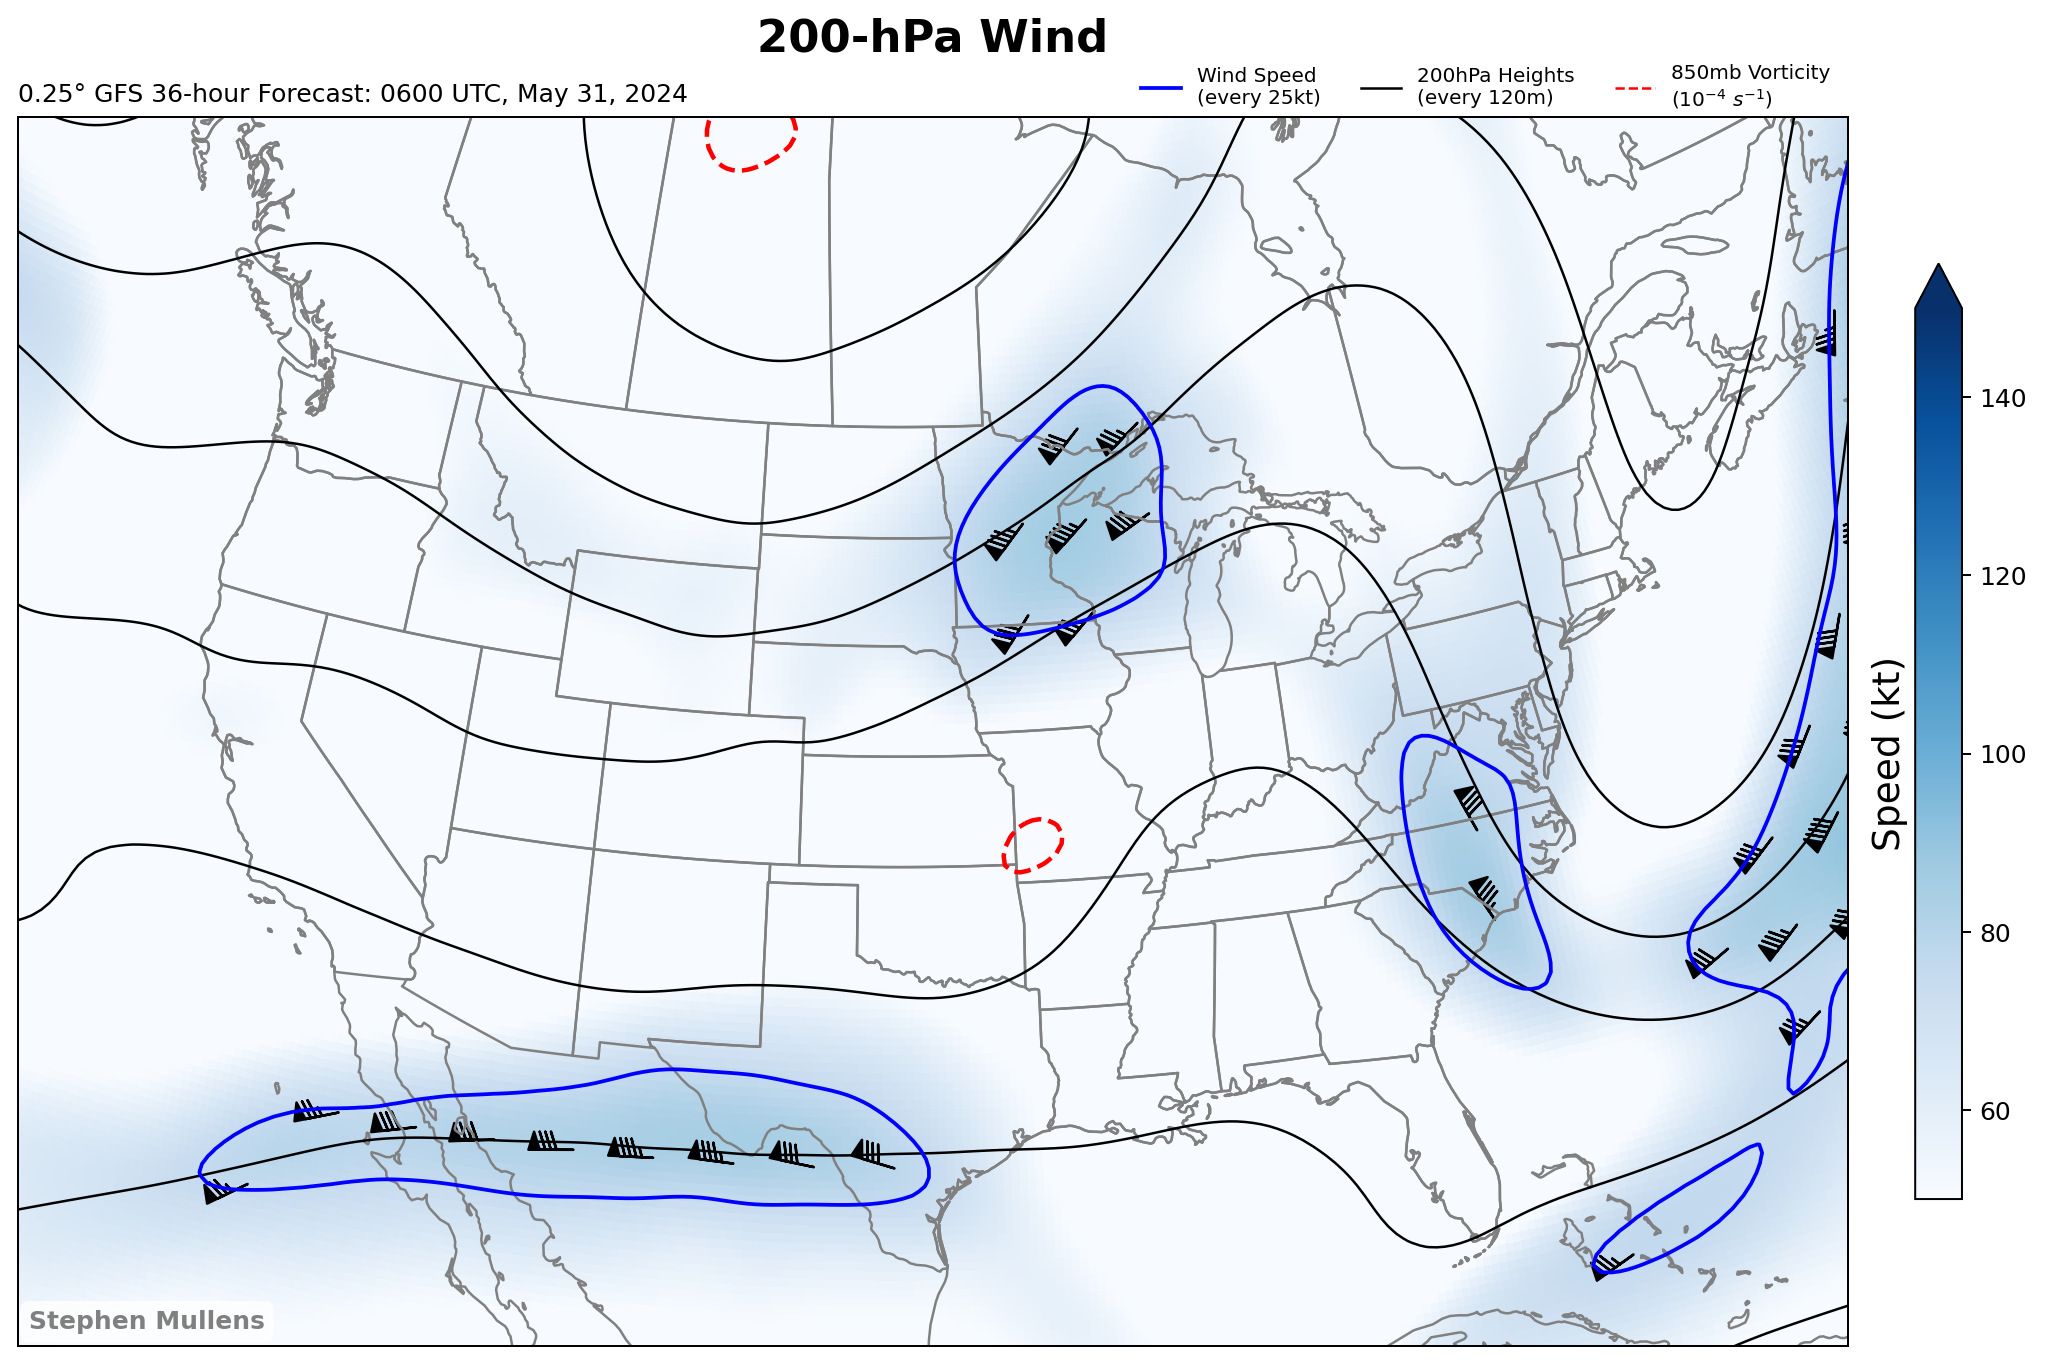 200-hPa Wind
0.25° GFS 36-hour Forecast: 0600 UTC, May 31, 2024
Wind Speed
(every 25kt)
200hPa Heights
(every 120m)
850mb Vorticity
(10⁻⁴ s⁻¹)
140
120
100
80
60
Speed (kt)
Stephen Mullens